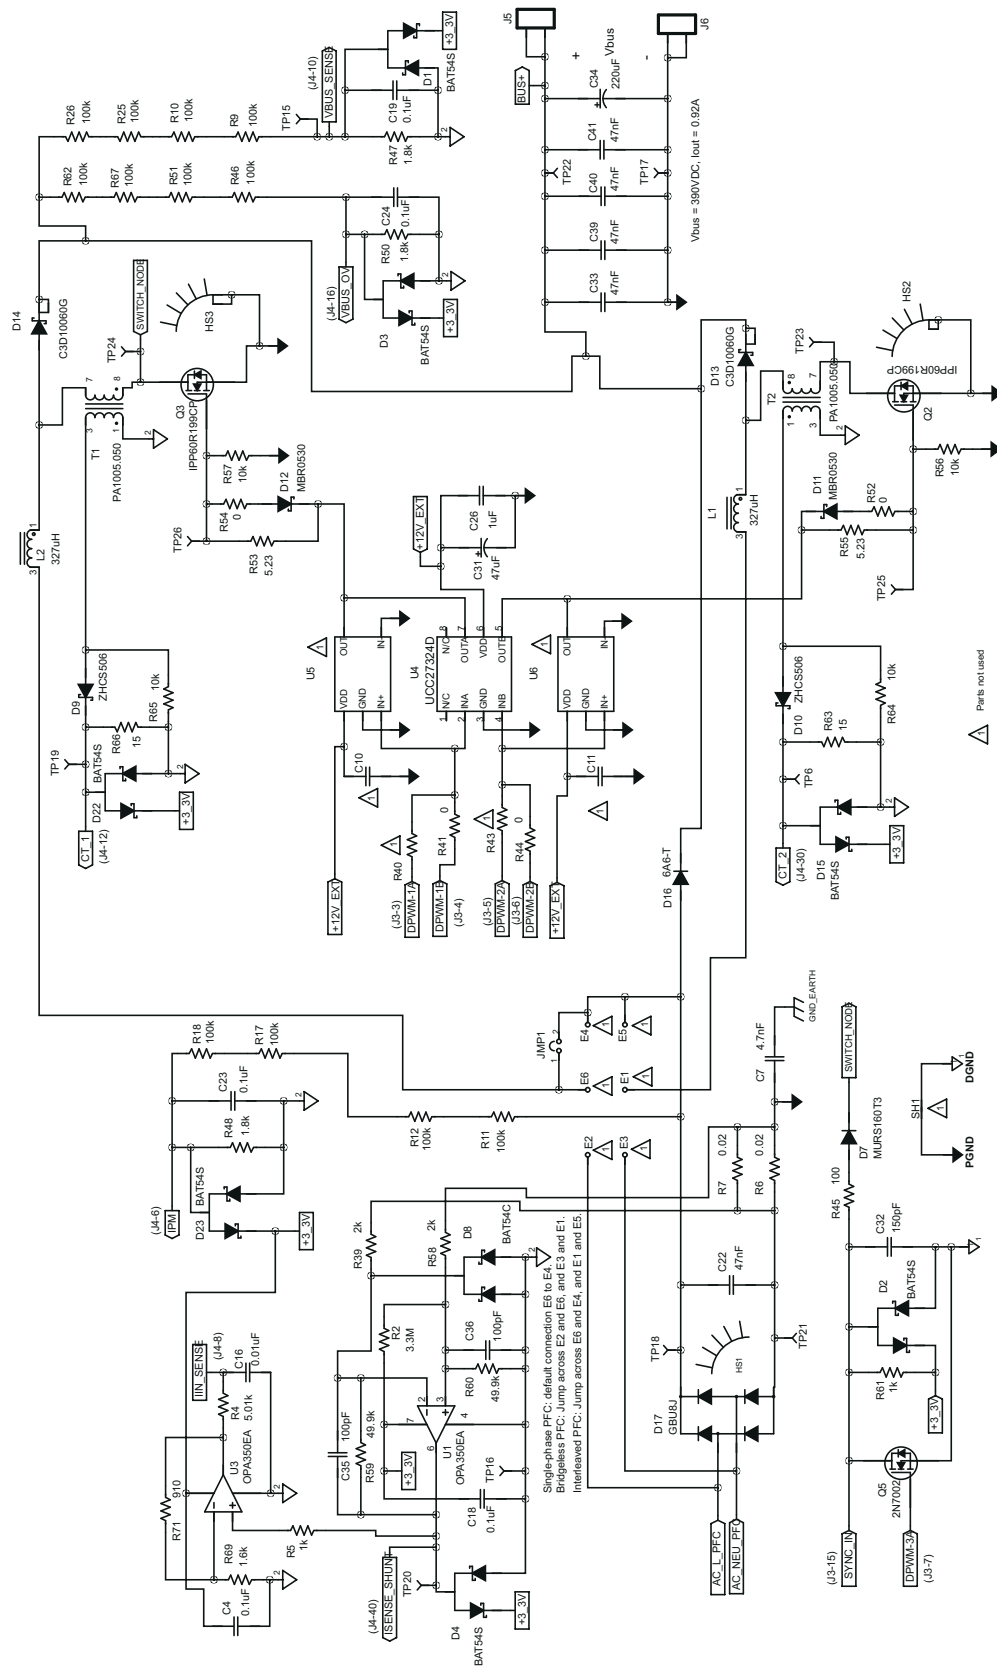 J5
J6
BUS+
+
Vbus
-
C34
220uF
C41
47nF
TP22
TP17
C40
47nF
C39
47nF
C33
47nF
Vbus = 390VDC, Iout = 0.92A
(J4-10)
VBUS_SENSE
+3_3V
D1
BAT54S
C19
0.1uF
R47
1.8k
TP15
R26
100k
R25
100k
R10
100k
R9
100k
R62
100k
R67
100k
R51
100k
R46
100k
C24
0.1uF
R50
1.8k
(J4-16)
VBUS_OV
D3
BAT54S
+3_3V
D14
C3D10060G
SWITCH_NODE
TP24
HS3
Q3
IPP60R199CP
T1
PA1005.050
R57
10k
D12
MBR0530
R54
0
TP26
R53
5.23
L2
327uH
D9
ZHCS506
R65
10k
R66
15
TP19
BAT54S
D22
+3_3V
CT_1
(J4-12)
+12V_EXT
C26
1uF
C31
47uF
U5
VDD
GND
IN+
OUT
IN-
U4
UCC27324D
N/C
INA
GND
INB
N/C
OUTA
VDD
OUTB
U6
VDD
GND
IN+
OUT
IN-
C10
C11
+12V_EXT
R40
R41
0
R43
R44
0
(J3-3)
DPWM-1A
DPWM-1B
(J3-4)
(J3-5)
DPWM-2A
(J3-6)
DPWM-2B
+12V_EXT
D13
C3D10060G
L1
327uH
T2
PA1005.050
TP23
HS2
IPP60R199CP
Q2
R56
10k
D11
MBR0530
R52
0
R55
5.23
TP25
ZHCS506
D10
R63
15
R64
10k
TP6
CT_2
(J4-30)
D15
BAT54S
+3_3V
Parts not used
D16
6A6-T
JMP1
E4
E5
E6
E1
E2
E3
R18
100k
R17
100k
C23
0.1uF
R48
1.8k
BAT54S
D23
(J4-6)
IPM
+3_3V
R12
100k
R11
100k
C7
4.7nF
GND_EARTH
R7
0.02
R6
0.02
C22
47nF
TP18
TP21
HS1
D17
GBU8J
AC_L_PFC
AC_NEU_PFC
R39
2k
R58
2k
D8
BAT54C
R2
3.3M
C36
100pF
R60
49.9k
C35
100pF
R59
49.9k
U1
OPA350EA
+3_3V
TP16
C18
0.1uF
(J4-40)
ISENSE_SHUNT
TP20
D4
BAT54S
+3_3V
IIN_SENSE
(J4-8)
C16
0.01uF
R4
5.01k
U3
OPA350EA
R71
910
R69
1.6k
R5
1k
C4
0.1uF
Single-phase PFC: default connection E6 to E4.
Bridgeless PFC: Jump across E2 and E6, and E3 and E1.
Interleaved PFC: Jump across E6 and E4, and E1 and E5.
SWITCH_NODE
D7
MURS160T3
R45
100
C32
150pF
D2
BAT54S
R61
1k
+3_3V
Q5
2N7002
(J3-15)
SYNC_IN
DPWM-3A
(J3-7)
SH1
PGND
DGND